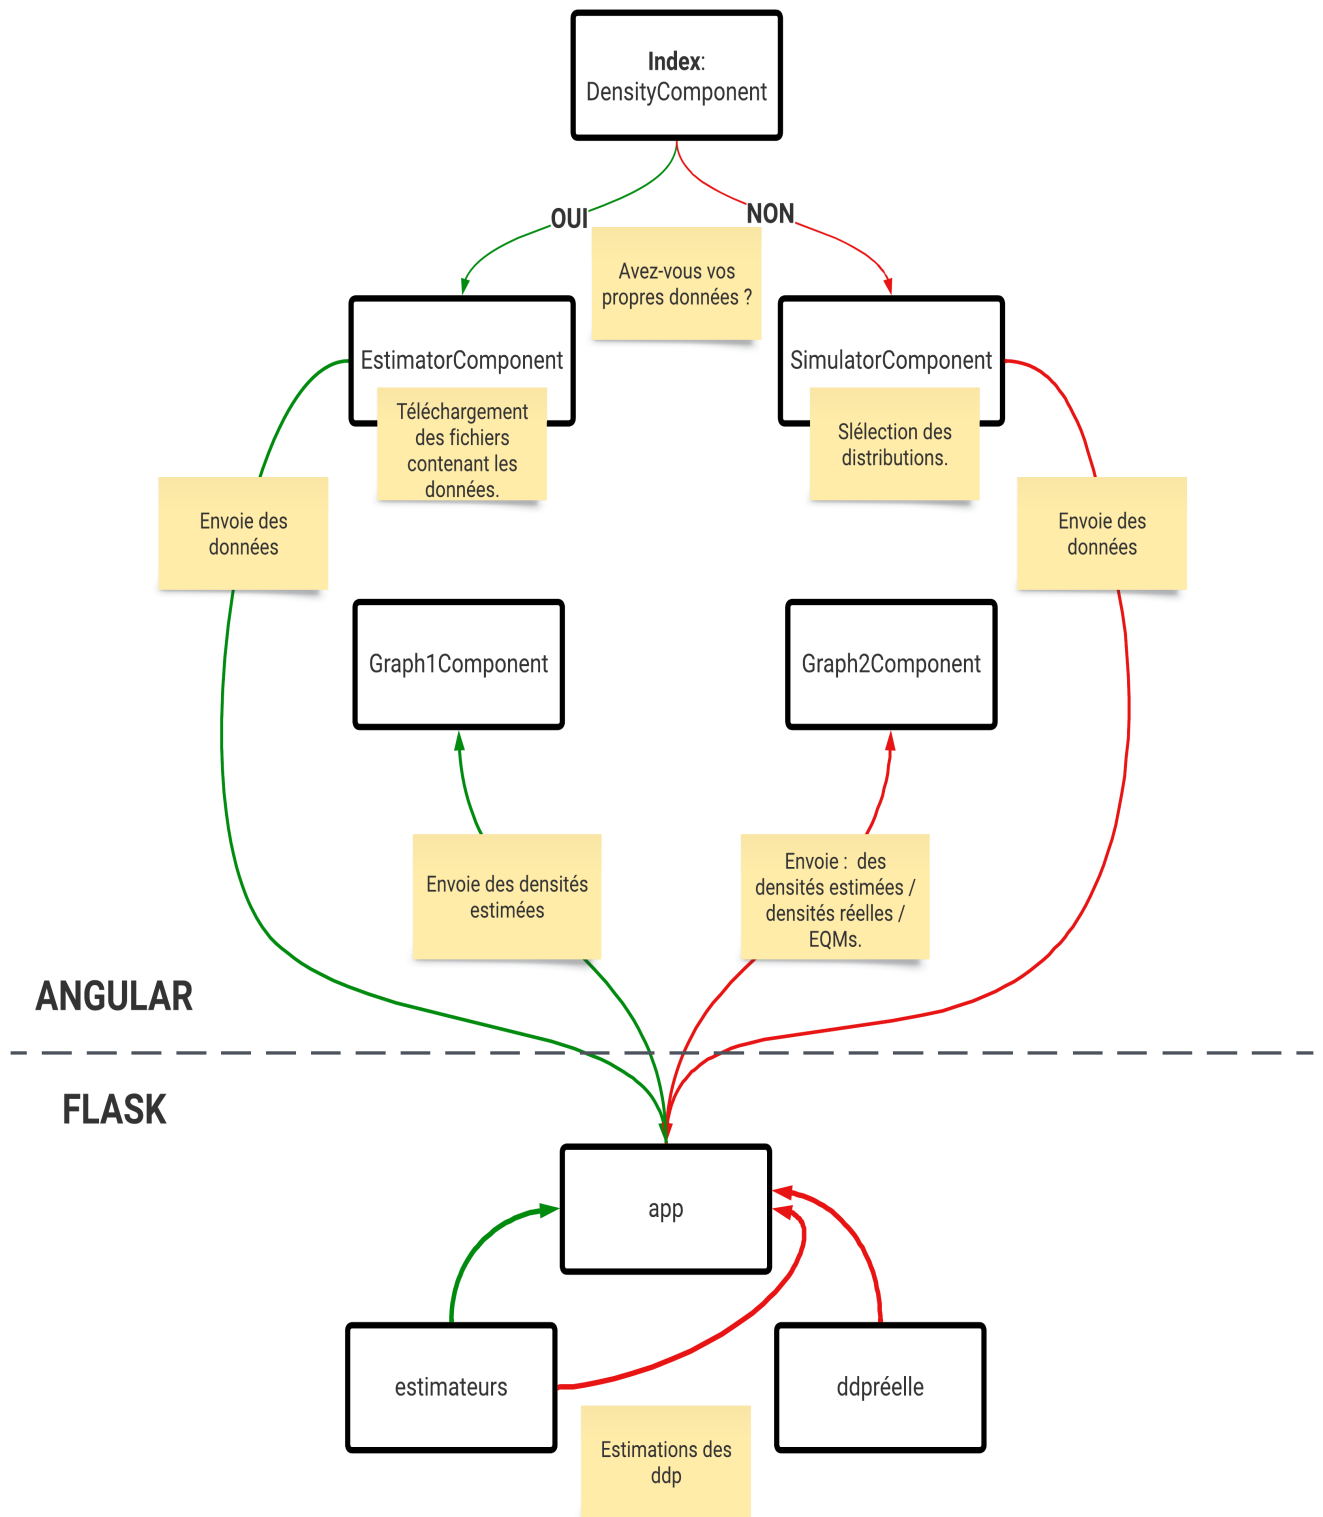 Index:
DensityComponent
OUI
NON
Avez-vous vos
propres données ?
EstimatorComponent
SimulatorComponent
Téléchargement
des fichiers
contenant les
données.
Slélection des
distributions.
Envoie des
données
Envoie des
données
Graph1Component
Graph2Component
Envoie des densités
estimées
Envoie :  des
densités estimées /
densités réelles /
EQMs.
ANGULAR
FLASK
app
estimateurs
ddpréelle
Estimations des
ddp